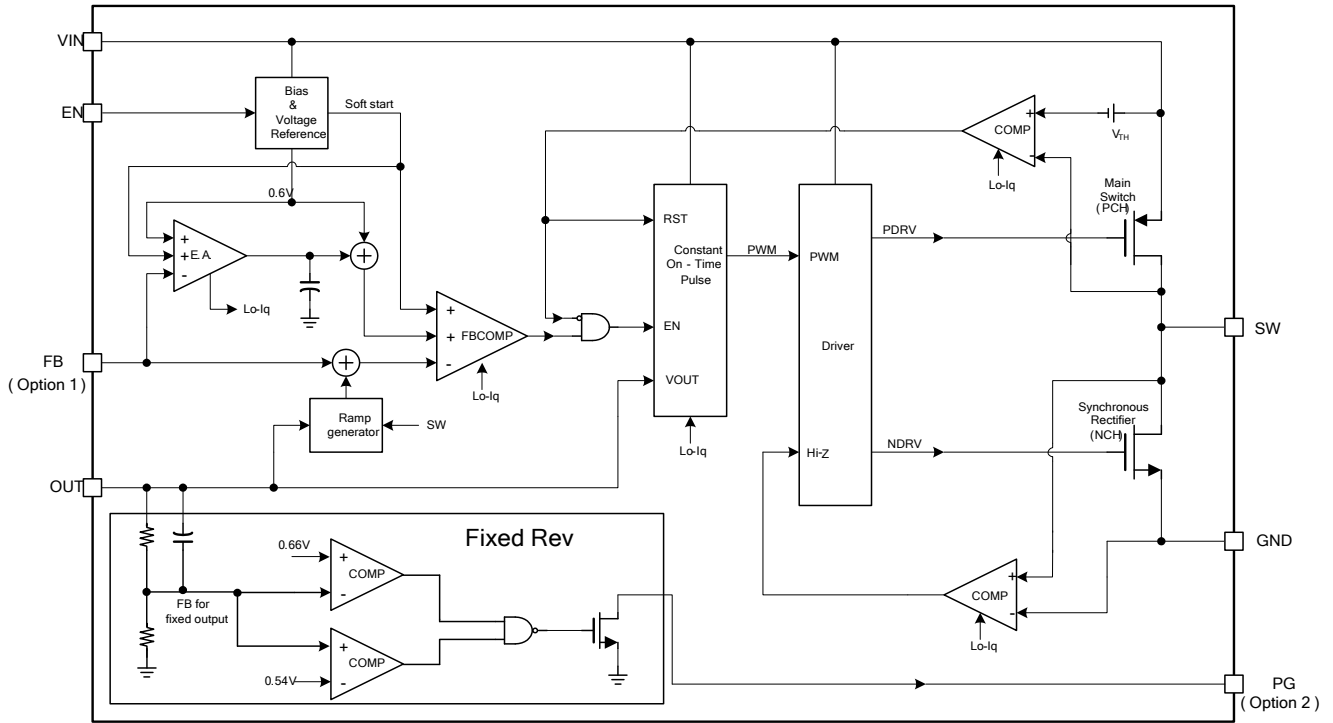 VIN
EN
Bias
&
Voltage
Reference
Soft start
0.6V
+
+
-
E.A.
Lo-Iq
+
+
+
-
FBCOMP
Lo-Iq
FB
( Option 1 )
+
Ramp
generator
SW
OUT
RST
Constant
On - Time
Pulse
EN
VOUT
Lo-Iq
PWM
PWM
Driver
Hi-Z
PDRV
NDRV
+
-
COMP
Lo-Iq
VTH
Main
Switch
(PCH)
SW
Synchronous
Rectifier
(NCH)
GND
+
-
COMP
Lo-Iq
Fixed Rev
0.66V
+
-
COMP
FB for
fixed output
+
-
COMP
0.54V
PG
( Option 2 )